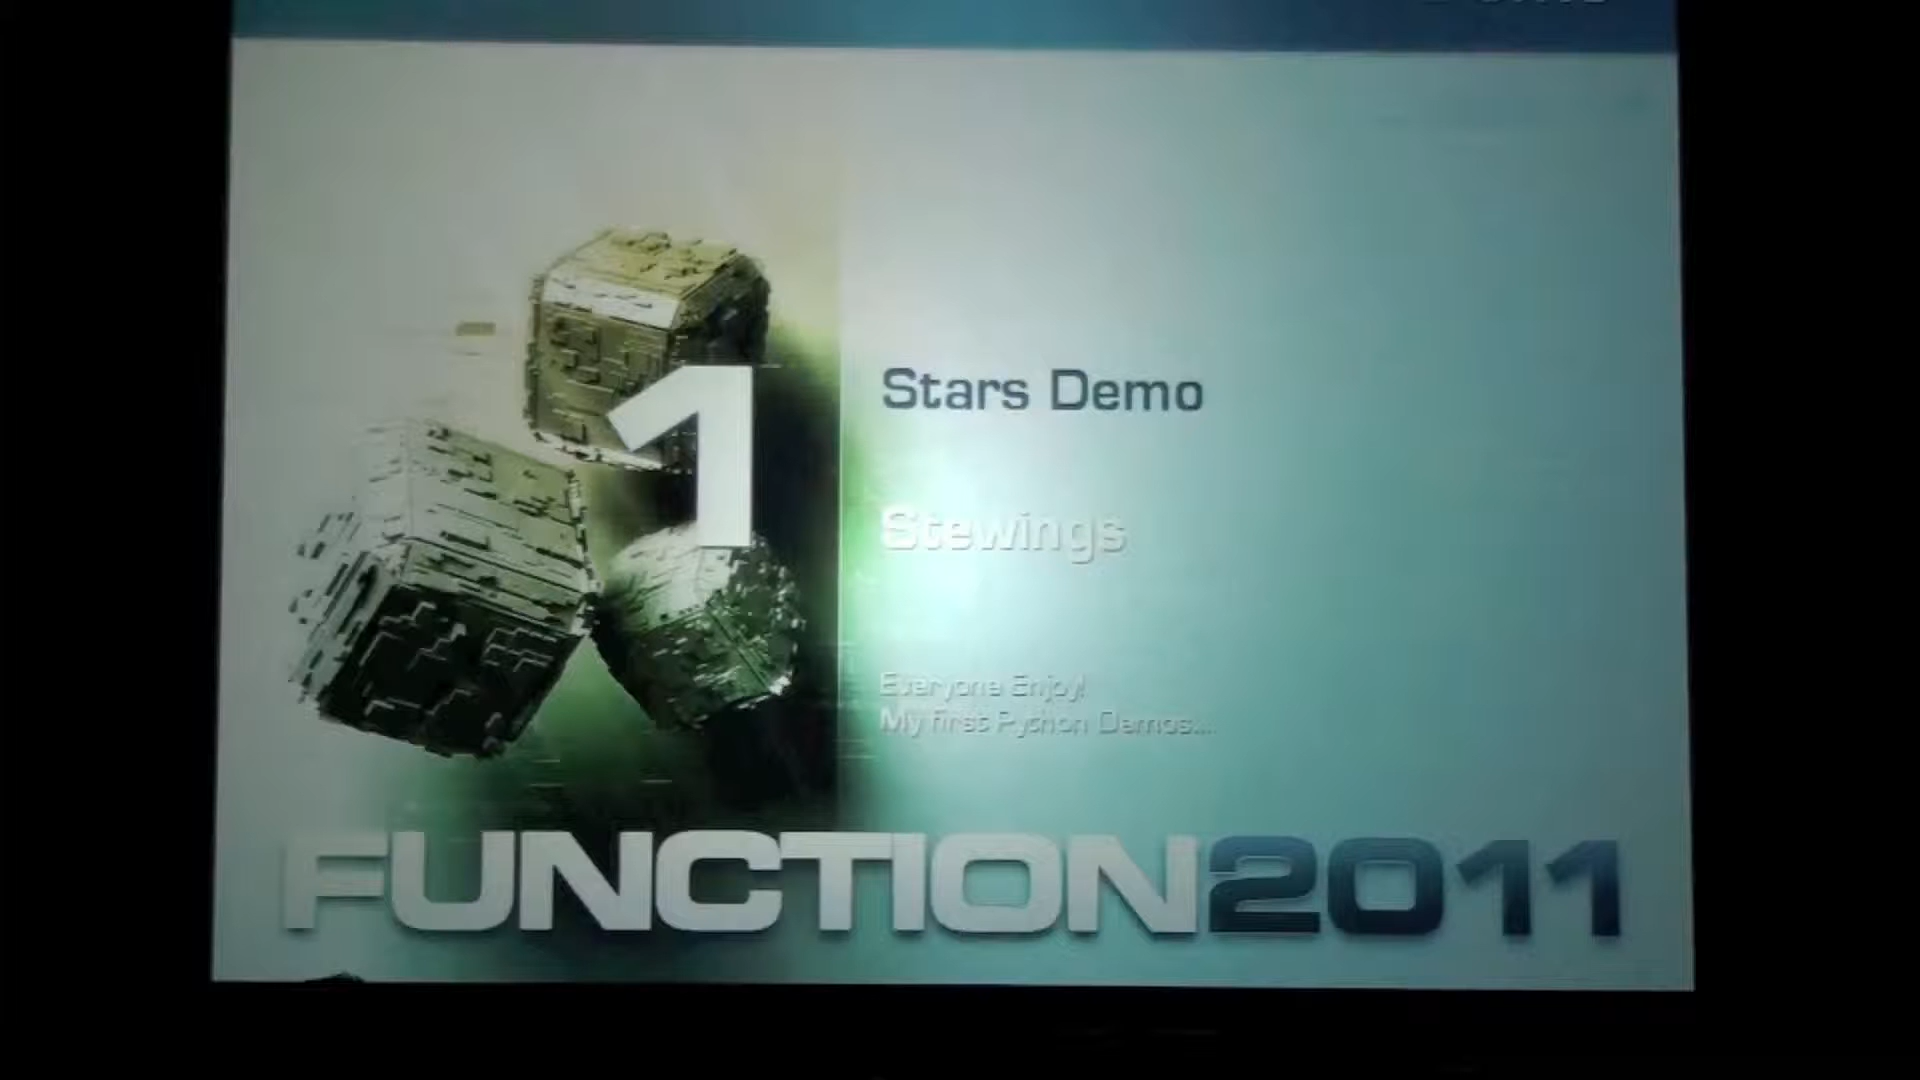 1
Stars Demo
Stewings
Everyone Enjoy!
My first Python Demos...
FUNCTION2011